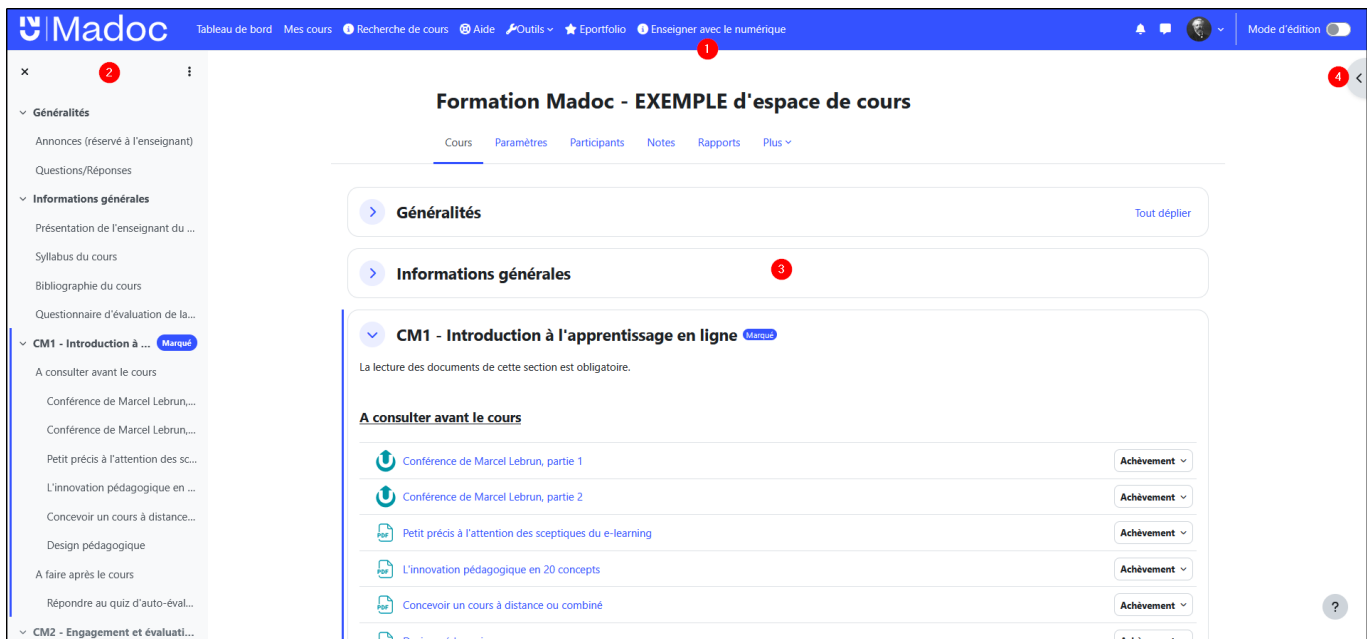 Madoc
Tableau de bord Mes cours Recherche de cours Aide Outils Eportfolio Enseigner avec le numérique Mode d'édition
1
2
4
Formation Madoc - EXEMPLE d'espace de cours
Cours Paramètres Participants Notes Rapports Plus
Généralités
Annonces (réservé à l'enseignant)
Questions/Réponses
Informations générales
Présentation de l'enseignant du ...
Syllabus du cours
Bibliographie du cours
Questionnaire d'évaluation de la...
CM1 - Introduction à ... Marqué
A consulter avant le cours
Conférence de Marcel Lebrun,...
Conférence de Marcel Lebrun,...
Petit précis à l'attention des sc...
L'innovation pédagogique en ...
Concevoir un cours à distance...
Design pédagogique
A faire après le cours
Répondre au quiz d'auto-éval...
CM2 - Engagement et évaluati...
Généralités Tout déplier
Informations générales 3
CM1 - Introduction à l'apprentissage en ligne Marqué
La lecture des documents de cette section est obligatoire.
A consulter avant le cours
Conférence de Marcel Lebrun, partie 1 Achèvement
Conférence de Marcel Lebrun, partie 2 Achèvement
PDF Petit précis à l'attention des sceptiques du e-learning Achèvement
PDF L'innovation pédagogique en 20 concepts Achèvement
PDF Concevoir un cours à distance ou combiné Achèvement
?